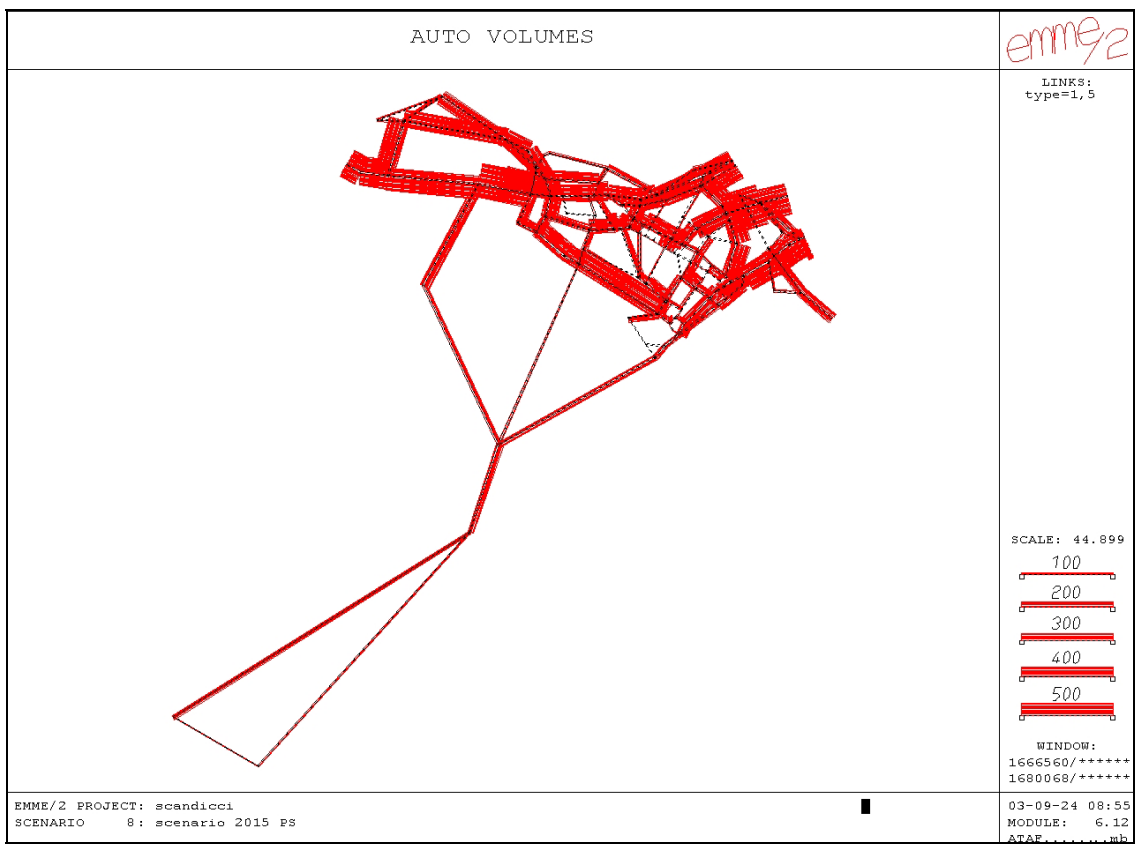 AUTO VOLUMES
emme/2
LINKS:
type=1,5
SCALE: 44.899
100
200
300
400
500
WINDOW:
1666560/******
1680068/******
EMME/2 PROJECT: scandicci
SCENARIO 8: scenario 2015 PS
03-09-24 08:55
MODULE: 6.12
ATAF.......mb